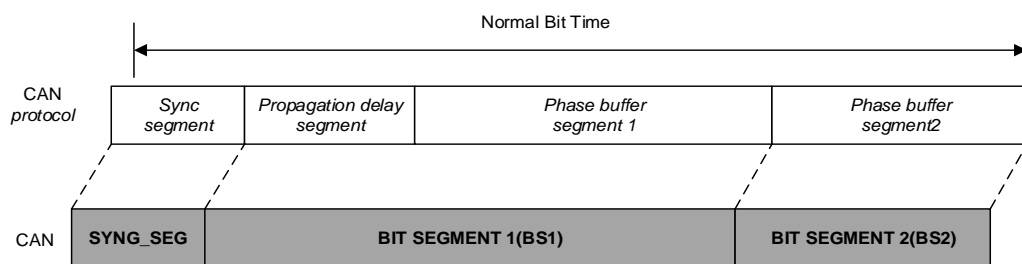 Normal Bit Time
CAN
protocol
Sync
segment
Propagation delay
segment
Phase buffer
segment 1
Phase buffer
segment2
CAN
SYNG_SEG
BIT SEGMENT 1(BS1)
BIT SEGMENT 2(BS2)